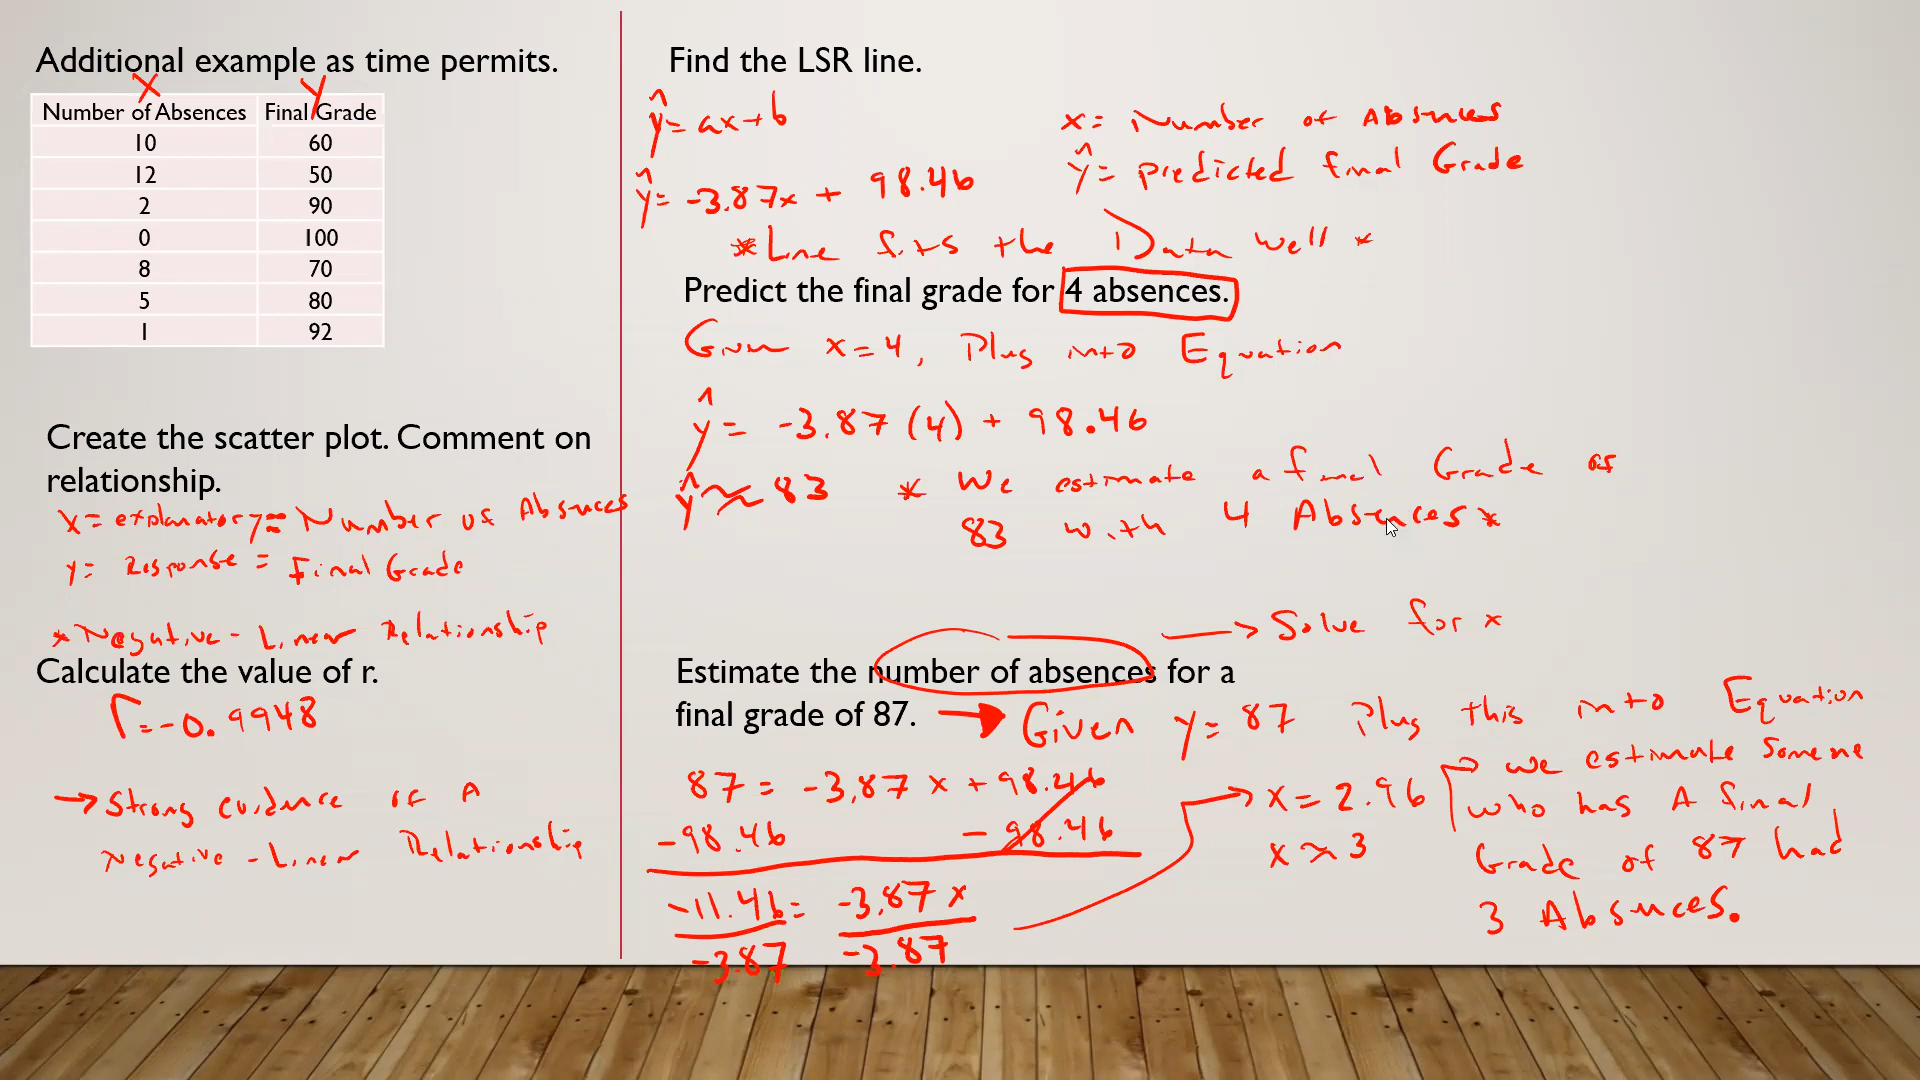 Additional example as time permits.
X Y
Number of Absences Final Grade
10 60
12 50
2 90
0 100
8 70
5 80
1 92
Create the scatter plot. Comment on
relationship.
x = explanatory = Number of Absences
y = Response = Final Grade
* Negative - Linear Relationship
Calculate the value of r.
r = -0.9948
→ Strong evidence of A
Negative - Linear Relationship
Find the LSR line.
ŷ = ax + b
x = Number of Absences
ŷ = predicted final Grade
ŷ = -3.87x + 98.46
* Line fits the Data well *
Predict the final grade for 4 absences.
Given x = 4, Plug into Equation
ŷ = -3.87 (4) + 98.46
ŷ ≈ 83 * We estimate a final Grade of
83 with 4 Absences *
→ Solve for x
Estimate the number of absences for a
final grade of 87. → Given y = 87 Plug this into Equation
87 = -3.87 x + 98.46
-98.46 - 98.46
-11.46 = -3.87 x
-3.87 -3.87
→ x = 2.96
x ≈ 3
→ we estimate someone
who has A final
Grade of 87 had
3 Absences.